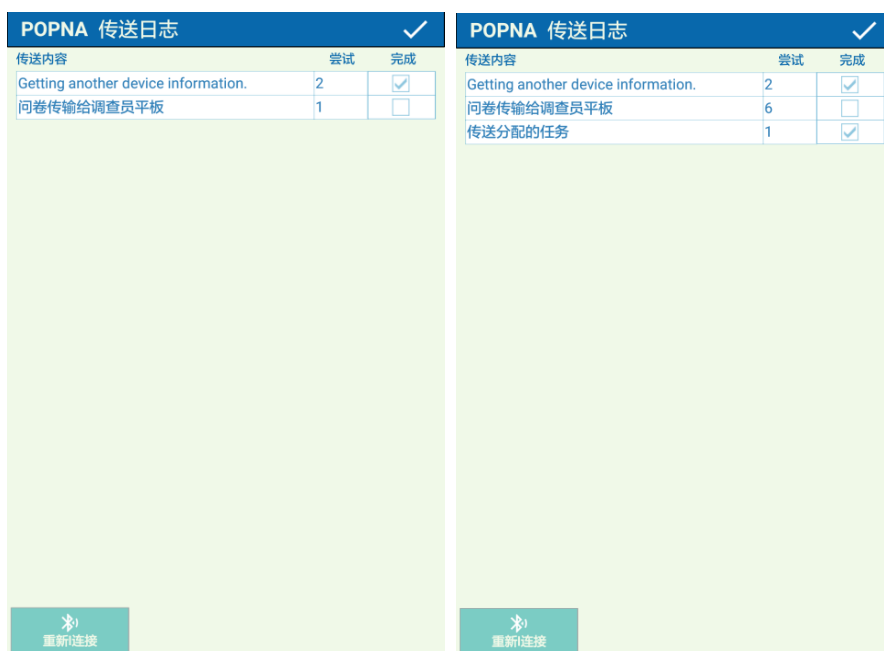 POPNA 传送日志
传送内容 尝试 完成
Getting another device information. 2
问卷传输给调查员平板 1
重新I连接
POPNA 传送日志
传送内容 尝试 完成
Getting another device information. 2
问卷传输给调查员平板 6
传送分配的任务 1
重新I连接